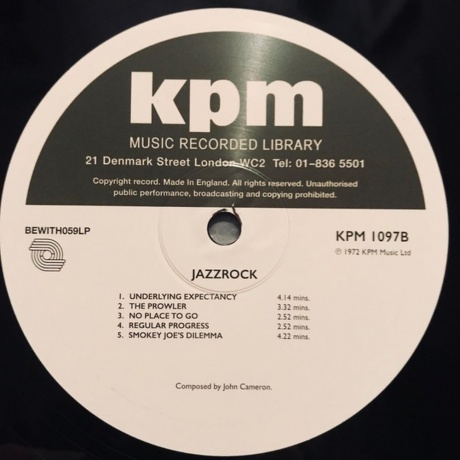 kpm
MUSIC RECORDED LIBRARY
21 Denmark Street London WC2 Tel: 01-836 5501
Copyright record. Made In England. All rights reserved. Unauthorised
public performance, broadcasting and copying prohibited.
BEWITH059LP
KPM 1097B
℗ 1972 KPM Music Ltd
JAZZROCK
1. UNDERLYING EXPECTANCY 4.14 mins.
2. THE PROWLER 3.32 mins.
3. NO PLACE TO GO 2.52 mins.
4. REGULAR PROGRESS 2.52 mins.
5. SMOKEY JOE'S DILEMMA 4.22 mins.
Composed by John Cameron.